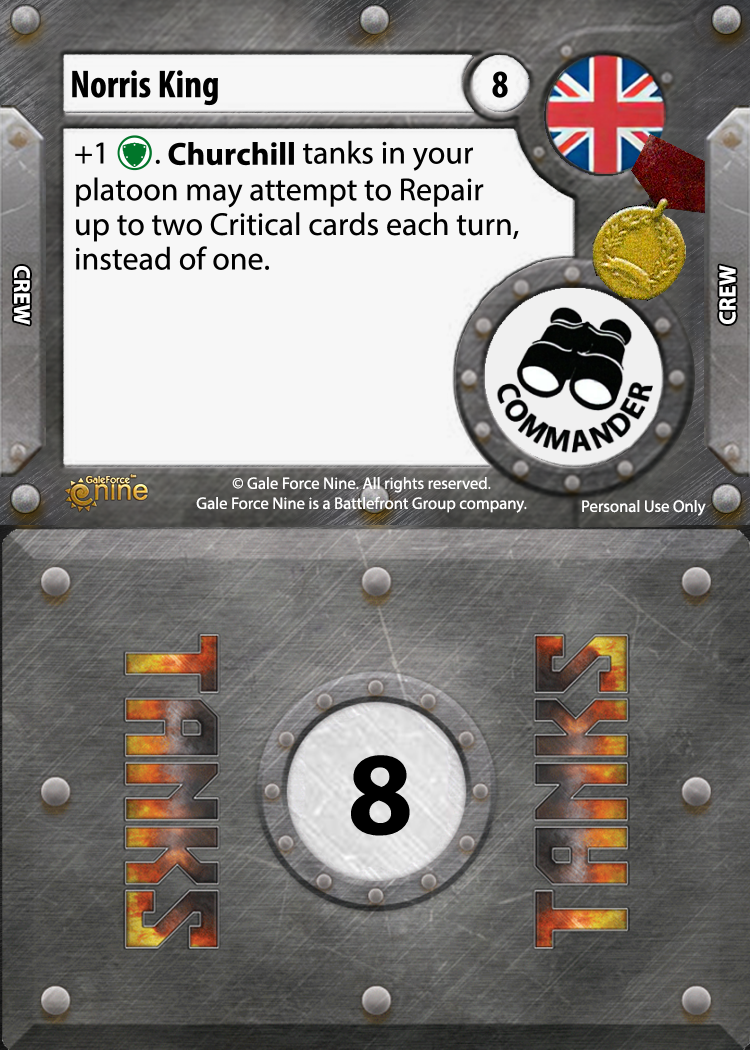 Norris King
8
+1 . Churchill tanks in your
platoon may attempt to Repair
up to two Critical cards each turn,
instead of one.
CREW
CREW
COMMANDER
GaleForce™
nine
© Gale Force Nine. All rights reserved.
Gale Force Nine is a Battlefront Group company.
Personal Use Only
TANKS
8
TANKS